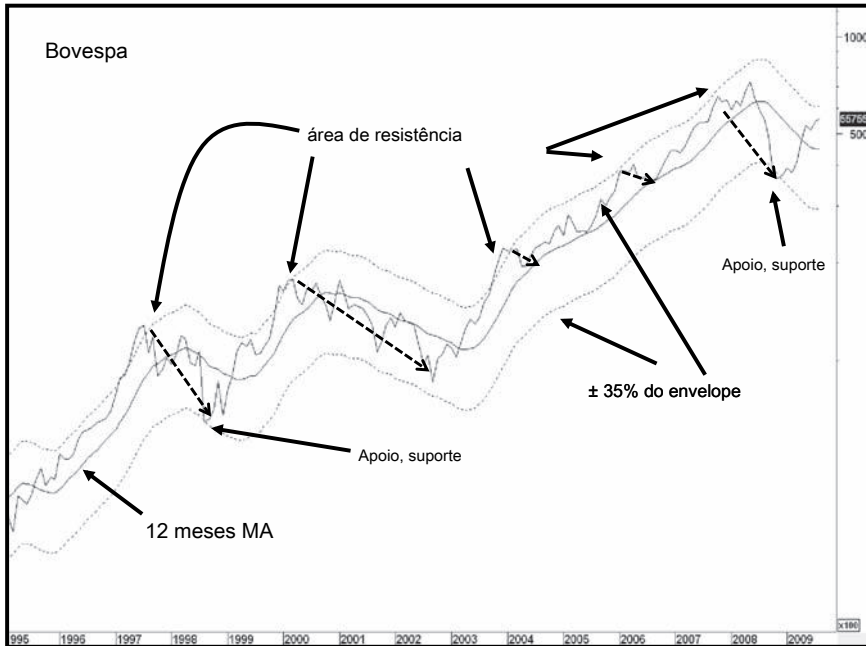 Bovespa
1000
área de resistência
55755
500
Apoio, suporte
± 35% do envelope
Apoio, suporte
12 meses MA
x100
1995 1996 1997 1998 1999 2000 2001 2002 2003 2004 2005 2006 2007 2008 2009